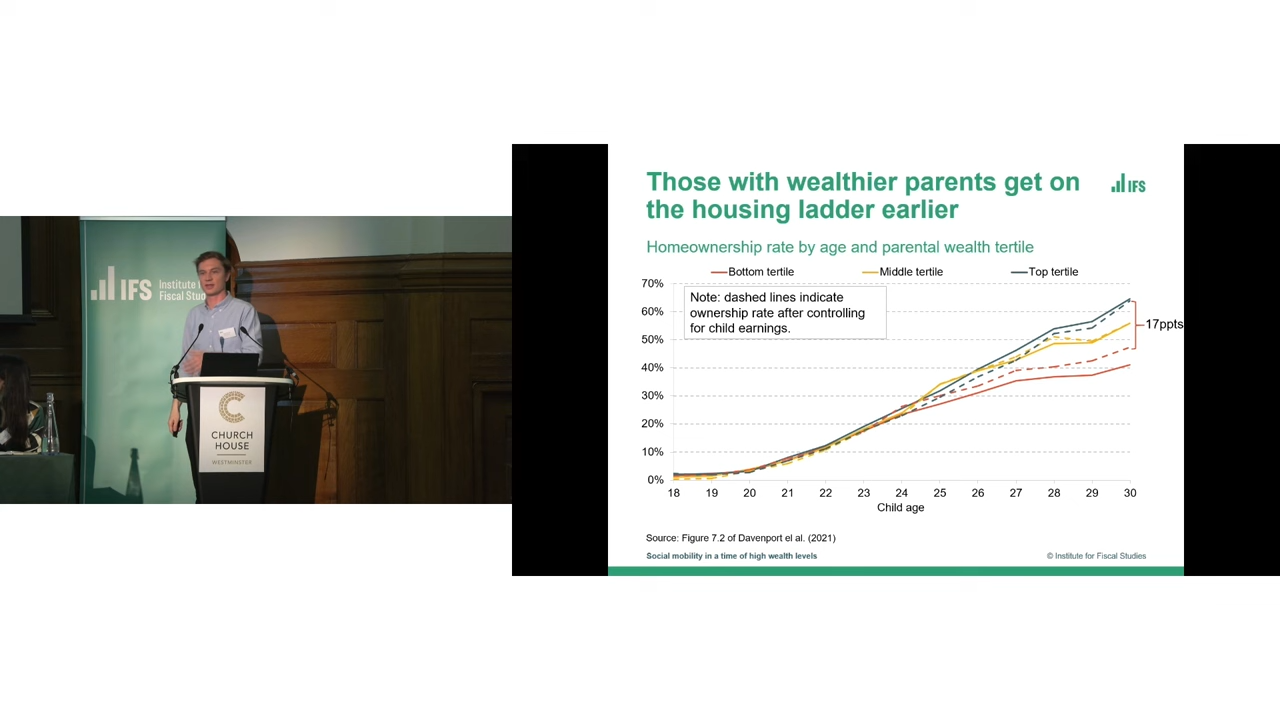 IFS
Institute
Fiscal
CHURCH
HOUSE
WESTMINSTER
Those with wealthier parents get on
the housing ladder earlier
IFS
Homeownership rate by age and parental wealth tertile
Bottom tertile Middle tertile Top tertile
70%
Note: dashed lines indicate
ownership rate after controlling
for child earnings.
60%
17ppts
50%
40%
30%
20%
10%
0%
18 19 20 21 22 23 24 25 26 27 28 29 30
Child age
Source: Figure 7.2 of Davenport el al. (2021)
Social mobility in a time of high wealth levels © Institute for Fiscal Studies